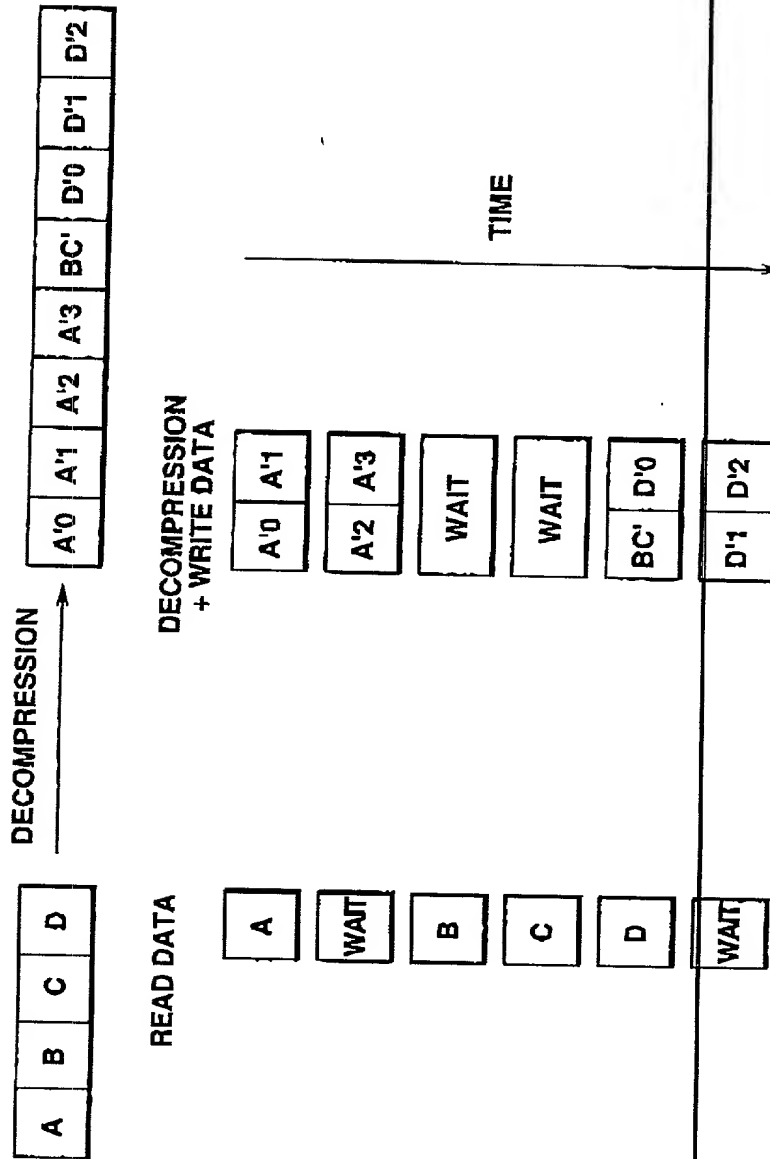 DECOMPRESSION
A B C D
A'0 A'1 A'2 A'3 BC' D'0 D'1 D'2
READ DATA
DECOMPRESSION
+ WRITE DATA
A
A'0 A'1
WAIT
A'2 A'3
B
WAIT
C
WAIT
D
BC' D'0
WAIT
D'1 D'2
TIME